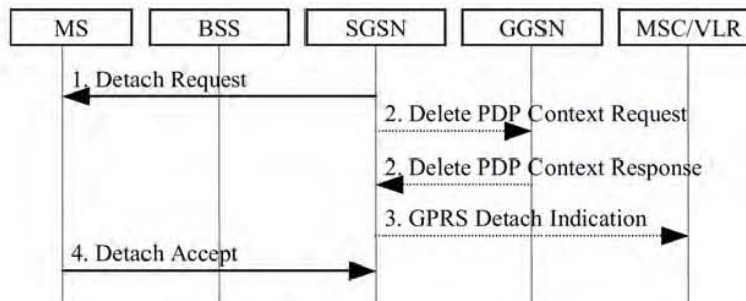 MS BSS SGSN GGSN MSC/VLR
1. Detach Request
2. Delete PDP Context Request
2. Delete PDP Context Response
3. GPRS Detach Indication
4. Detach Accept